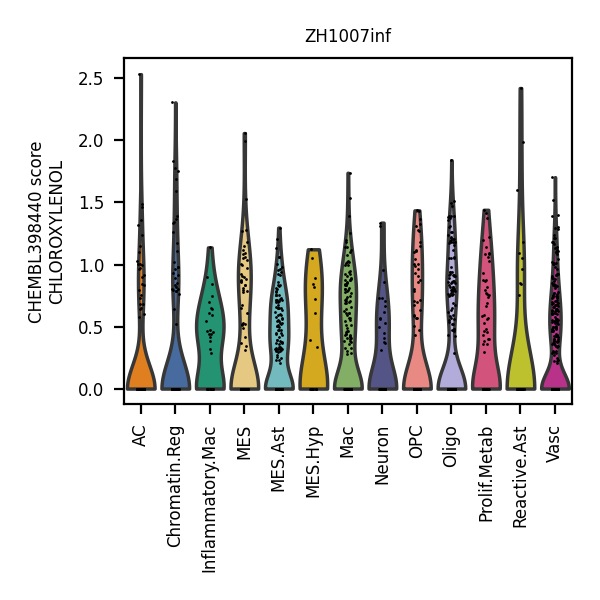 ZH1007inf
CHEMBL398440 score
CHLOROXYLENOL
2.5
2.0
1.5
1.0
0.5
0.0
AC
Chromatin.Reg
Inflammatory.Mac
MES
MES.Ast
MES.Hyp
Mac
Neuron
OPC
Oligo
Prolif.Metab
Reactive.Ast
Vasc